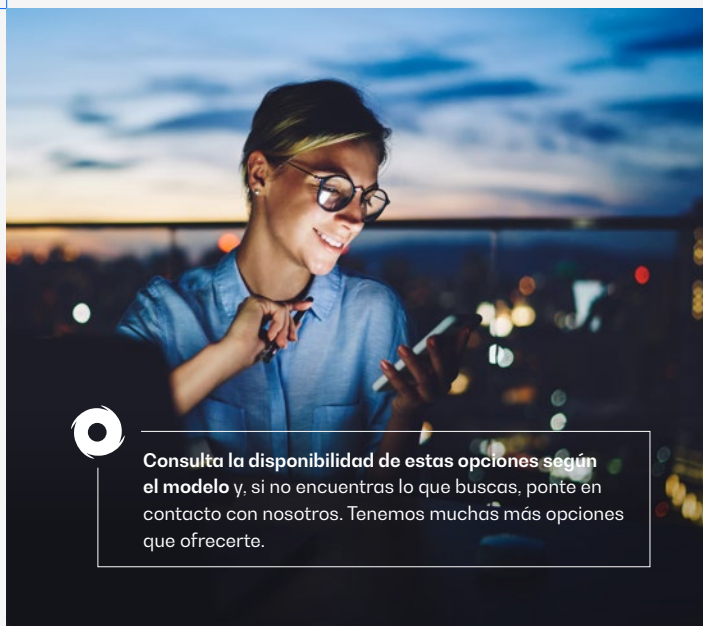 Consulta la disponibilidad de estas opciones según
el modelo y, si no encuentras lo que buscas, ponte en
contacto con nosotros. Tenemos muchas más opciones
que ofrecerte.